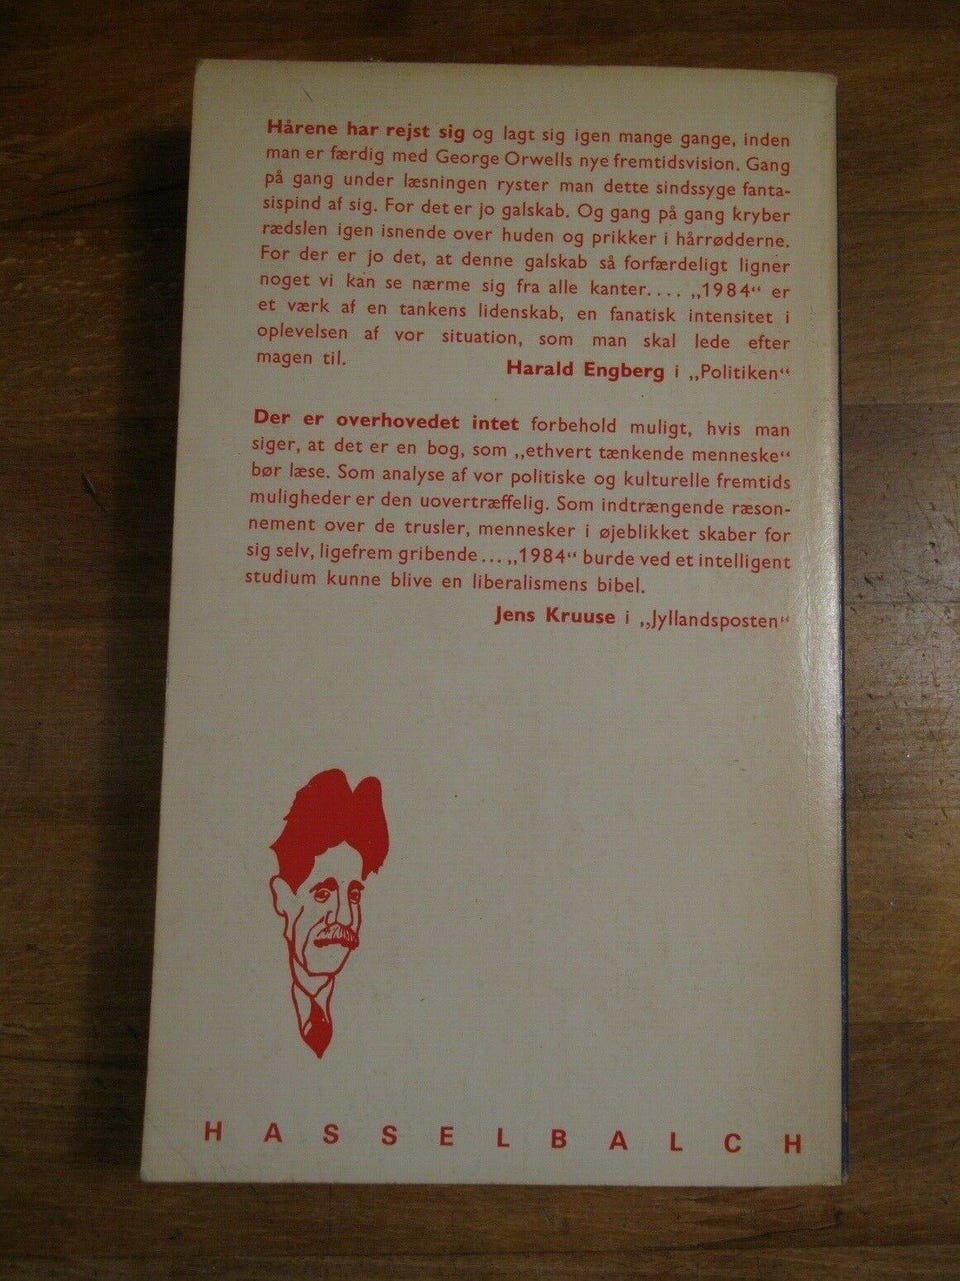 Hårene har rejst sig og lagt sig igen mange gange, inden
man er færdig med George Orwells nye fremtidsvision. Gang
på gang under læsningen ryster man dette sindssyge fanta-
sispind af sig. For det er jo galskab. Og gang på gang kryber
rædslen igen isnende over huden og prikker i hårrødderne.
For der er jo det, at denne galskab så forfærdeligt ligner
noget vi kan se nærme sig fra alle kanter.... „1984“ er
et værk af en tankens lidenskab, en fanatisk intensitet i
oplevelsen af vor situation, som man skal lede efter
magen til.
Harald Engberg i „Politiken“
Der er overhovedet intet forbehold muligt, hvis man
siger, at det er en bog, som „ethvert tænkende menneske“
bør læse. Som analyse af vor politiske og kulturelle fremtids
muligheder er den uovertræffelig. Som indtrængende ræson-
nement over de trusler, mennesker i øjeblikket skaber for
sig selv, ligefrem gribende... „1984“ burde ved et intelligent
studium kunne blive en liberalismens bibel.
Jens Kruuse i „Jyllandsposten“
HASSELBALCH